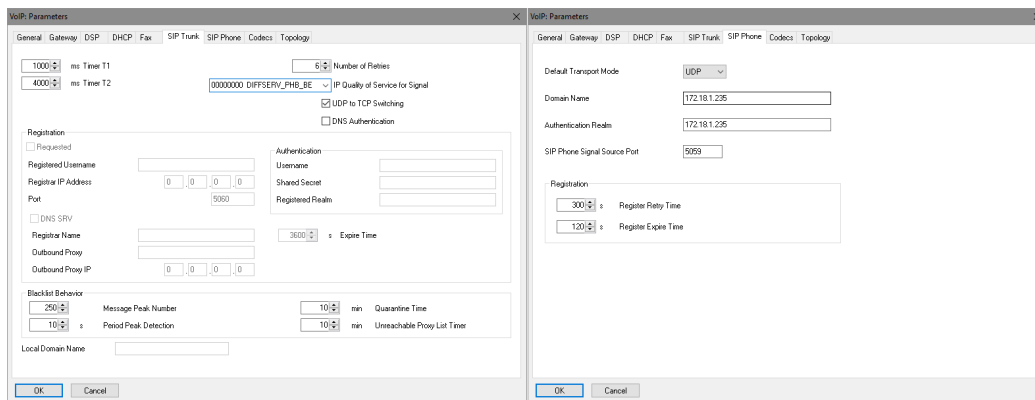 VoIP: Parameters
General Gateway DSP DHCP Fax SIP Trunk SIP Phone Codecs Topology
1000 ms Timer T1
6 Number of Retries
4000 ms Timer T2
00000000 DIFFSERV_PHB_BE IP Quality of Service for Signal
UDP to TCP Switching
DNS Authentication
Registration
Requested
Registered Username
Registrar IP Address 0 . 0 . 0 . 0
Port 5060
Authentication
Username
Shared Secret
Registered Realm
DNS SRV
Registrar Name
3600 s Expire Time
Outbound Proxy
Outbound Proxy IP 0 . 0 . 0 . 0
Blacklist Behavior
250 Message Peak Number
10 min Quarantine Time
10 s Period Peak Detection
10 min Unreachable Proxy List Timer
Local Domain Name
OK Cancel
VoIP: Parameters
General Gateway DSP DHCP Fax SIP Trunk SIP Phone Codecs Topology
Default Transport Mode UDP
Domain Name 172.18.1.235
Authentication Realm 172.18.1.235
SIP Phone Signal Source Port 5059
Registration
300 s Register Retry Time
120 s Register Expire Time
OK Cancel